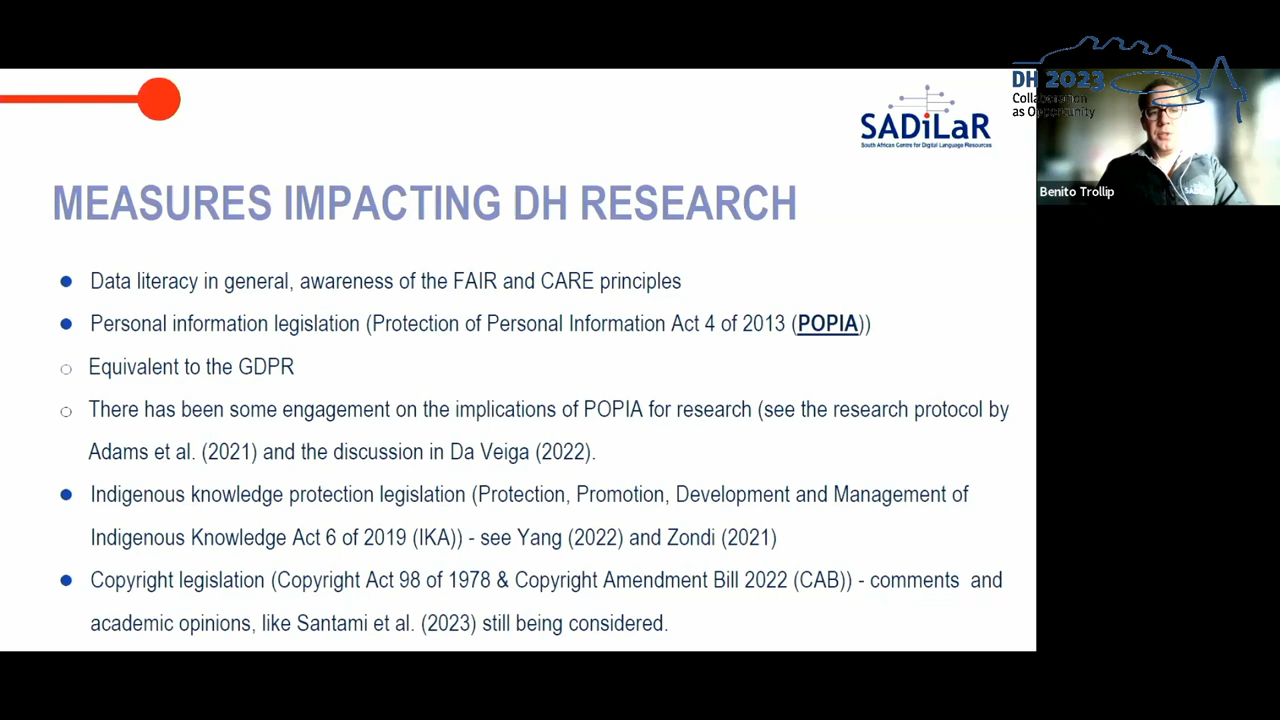 DH 2023
Collaboration
as Opportunity
SADiLaR
South African Centre for Digital Language Resources
Benito Trollip
MEASURES IMPACTING DH RESEARCH
Data literacy in general, awareness of the FAIR and CARE principles
Personal information legislation (Protection of Personal Information Act 4 of 2013 (POPIA))
Equivalent to the GDPR
There has been some engagement on the implications of POPIA for research (see the research protocol by
Adams et al. (2021) and the discussion in Da Veiga (2022).
Indigenous knowledge protection legislation (Protection, Promotion, Development and Management of
Indigenous Knowledge Act 6 of 2019 (IKA)) - see Yang (2022) and Zondi (2021)
Copyright legislation (Copyright Act 98 of 1978 & Copyright Amendment Bill 2022 (CAB)) - comments and
academic opinions, like Santami et al. (2023) still being considered.